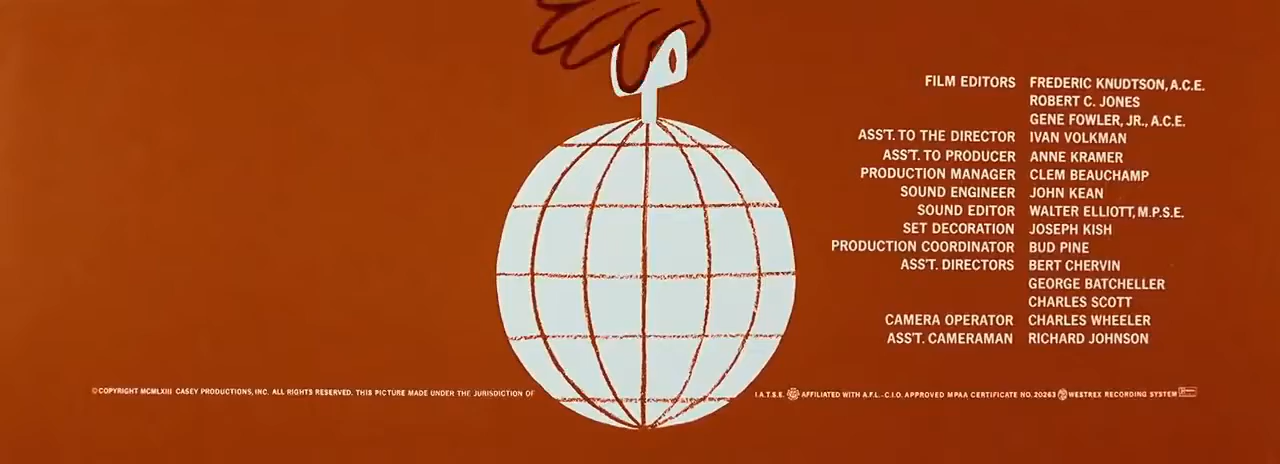 FILM EDITORS FREDERIC KNUDTSON, A.C.E.
ROBERT C. JONES
GENE FOWLER, JR., A.C.E.
ASS'T. TO THE DIRECTOR IVAN VOLKMAN
ASS'T. TO PRODUCER ANNE KRAMER
PRODUCTION MANAGER CLEM BEAUCHAMP
SOUND ENGINEER JOHN KEAN
SOUND EDITOR WALTER ELLIOTT, M.P.S.E.
SET DECORATION JOSEPH KISH
PRODUCTION COORDINATOR BUD PINE
ASS'T. DIRECTORS BERT CHERVIN
GEORGE BATCHELLER
CHARLES SCOTT
CAMERA OPERATOR CHARLES WHEELER
ASS'T. CAMERAMAN RICHARD JOHNSON
©COPYRIGHT MCMLXIII CASEY PRODUCTIONS, INC. ALL RIGHTS RESERVED. THIS PICTURE MADE UNDER THE JURISDICTION OF I.A.T.S.E. AFFILIATED WITH A.F.L.-C.I.O. APPROVED MPAA CERTIFICATE NO. 20263 WESTREX RECORDING SYSTEM